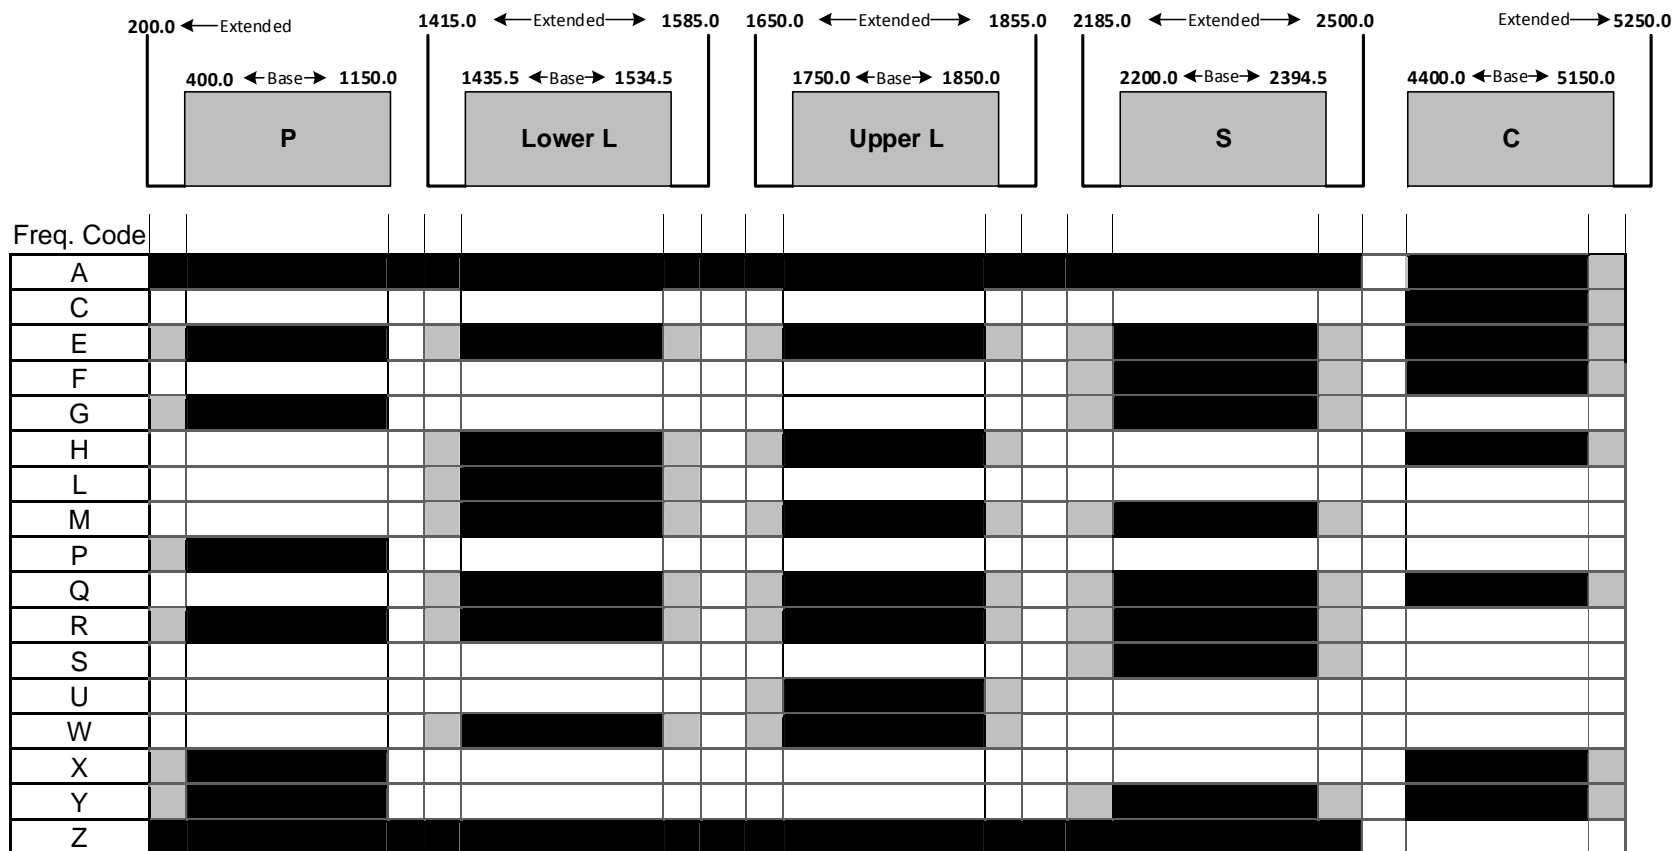 200.0 Extended
1415.0 Extended 1585.0
1650.0 Extended 1855.0
2185.0 Extended 2500.0
Extended 5250.0
400.0 Base 1150.0
1435.5 Base 1534.5
1750.0 Base 1850.0
2200.0 Base 2394.5
4400.0 Base 5150.0
P
Lower L
Upper L
S
C
Freq. Code
A
C
E
F
G
H
L
M
P
Q
R
S
U
W
X
Y
Z